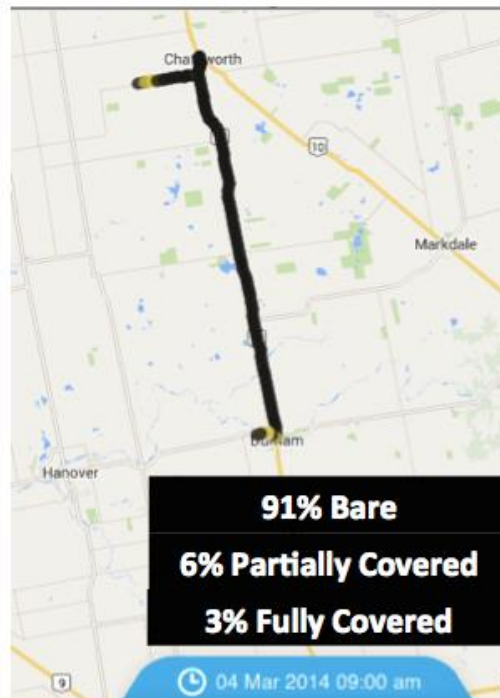 Chatsworth
10
Markdale
Durham
Hanover
91% Bare
6% Partially Covered
3% Fully Covered
9
04 Mar 2014 09:00 am